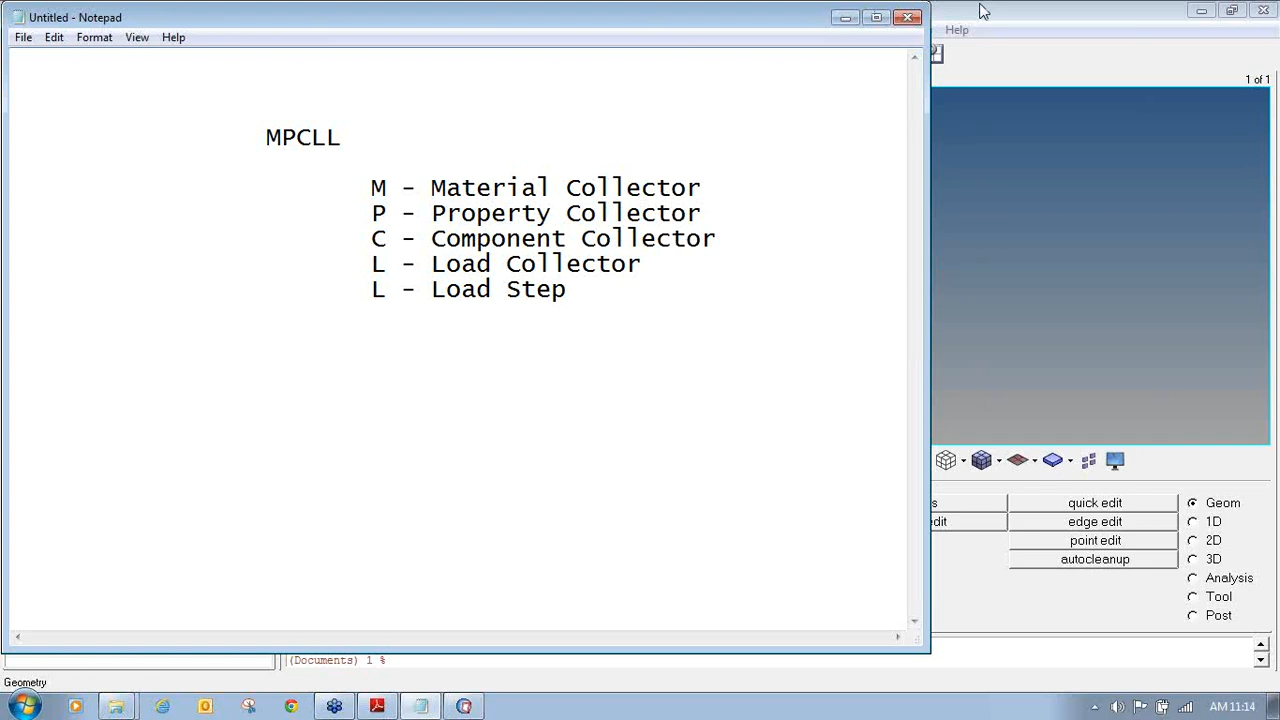 Untitled - Notepad
File Edit Format View Help
Help
1 of 1
MPCLL
M - Material Collector
P - Property Collector
C - Component Collector
L - Load Collector
L - Load Step
quick edit
edge edit
point edit
autocleanup
Geom
1D
2D
3D
Analysis
Tool
Post
(Documents) 1 %
Geometry
AM 11:14